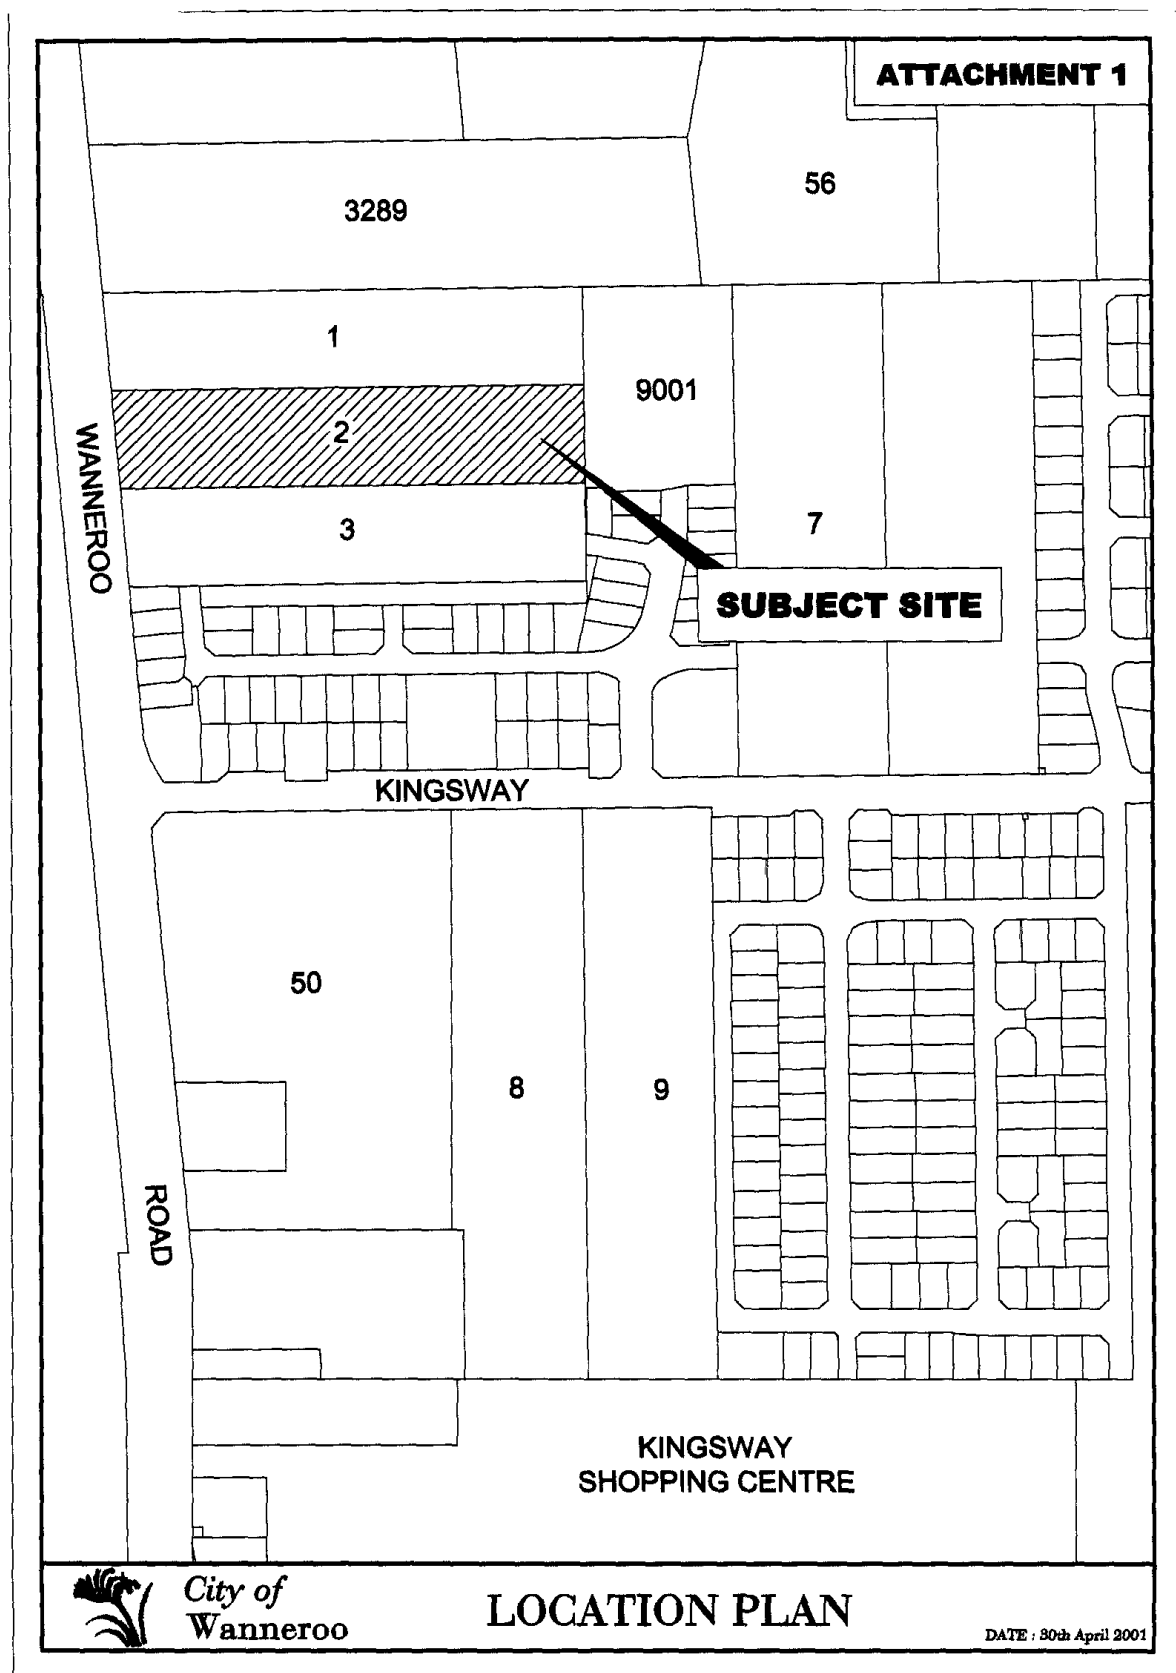 ATTACHMENT 1
56
3289
1
9001
2
WANNEROO
3
7
SUBJECT SITE
KINGSWAY
50
8
9
ROAD
KINGSWAY
SHOPPING CENTRE
City of
Wanneroo
LOCATION PLAN
DATE : 30th April 2001